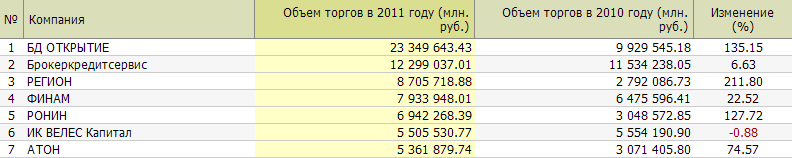 № Компания Объем торгов в 2011 году (млн. руб.) Объем торгов в 2010 году (млн. руб.) Изменение (%)
1 БД ОТКРЫТИЕ 23 349 643.43 9 929 545.18 135.15
2 Брокеркредитсервис 12 299 037.01 11 534 238.05 6.63
3 РЕГИОН 8 705 718.88 2 792 086.73 211.80
4 ФИНАМ 7 933 948.01 6 475 596.41 22.52
5 РОНИН 6 942 268.39 3 048 572.85 127.72
6 ИК ВЕЛЕС Капитал 5 505 530.77 5 554 190.90 -0.88
7 АТОН 5 361 879.74 3 071 405.80 74.57